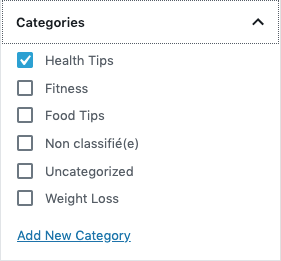 Categories
Health Tips
Fitness
Food Tips
Non classifié(e)
Uncategorized
Weight Loss
Add New Category